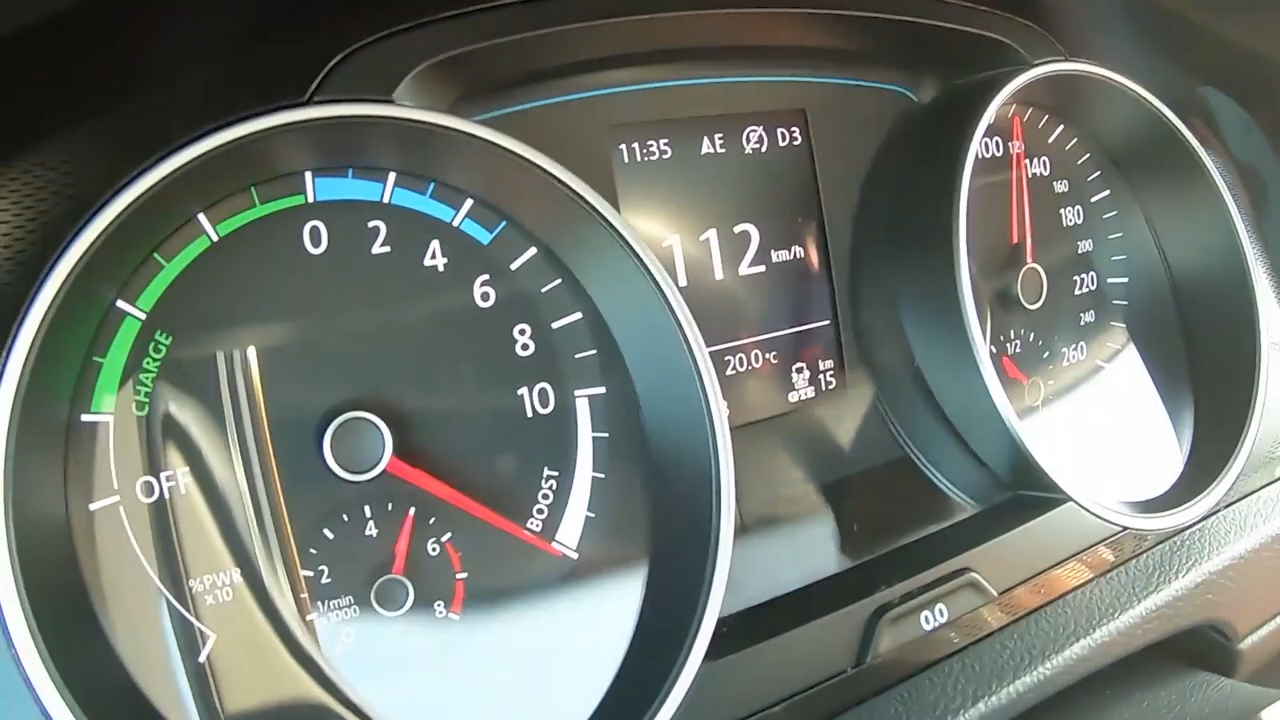 0
2
4
6
8
10
CHARGE
OFF
BOOST
%PWR
x10
2
4
6
8
1/min
x1000
11:35 AE D3
112 km/h
20.0°C
km
15
GTE
100
140
160
180
200
220
240
260
1/2
0.0